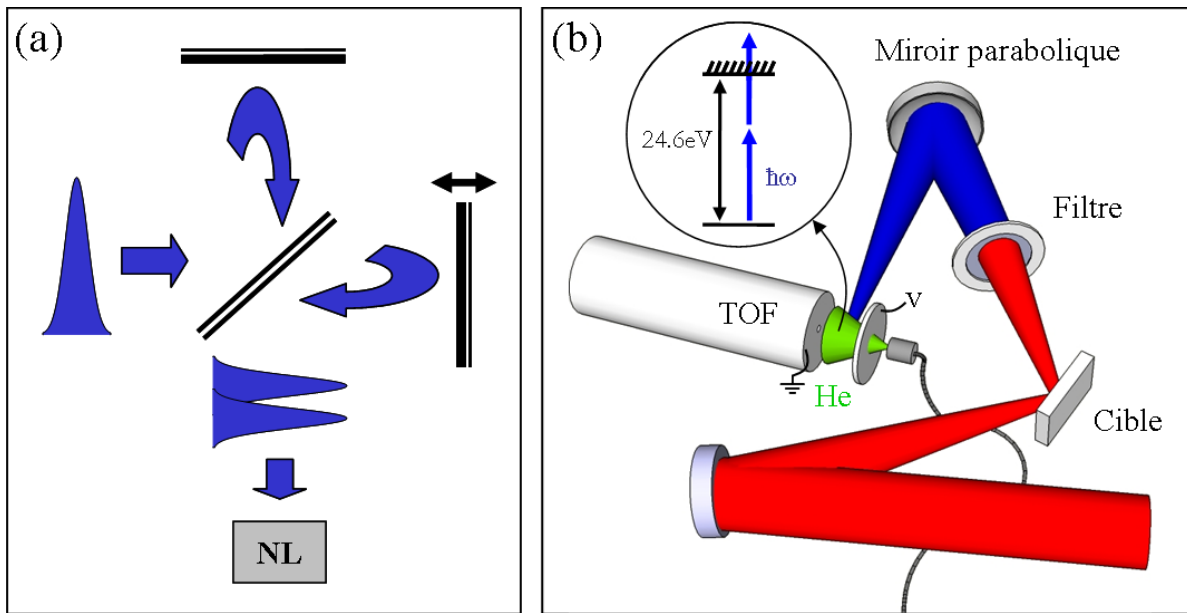 (a)
NL
(b)
Miroir parabolique
24.6eV
ħω
Filtre
TOF
V
He
Cible